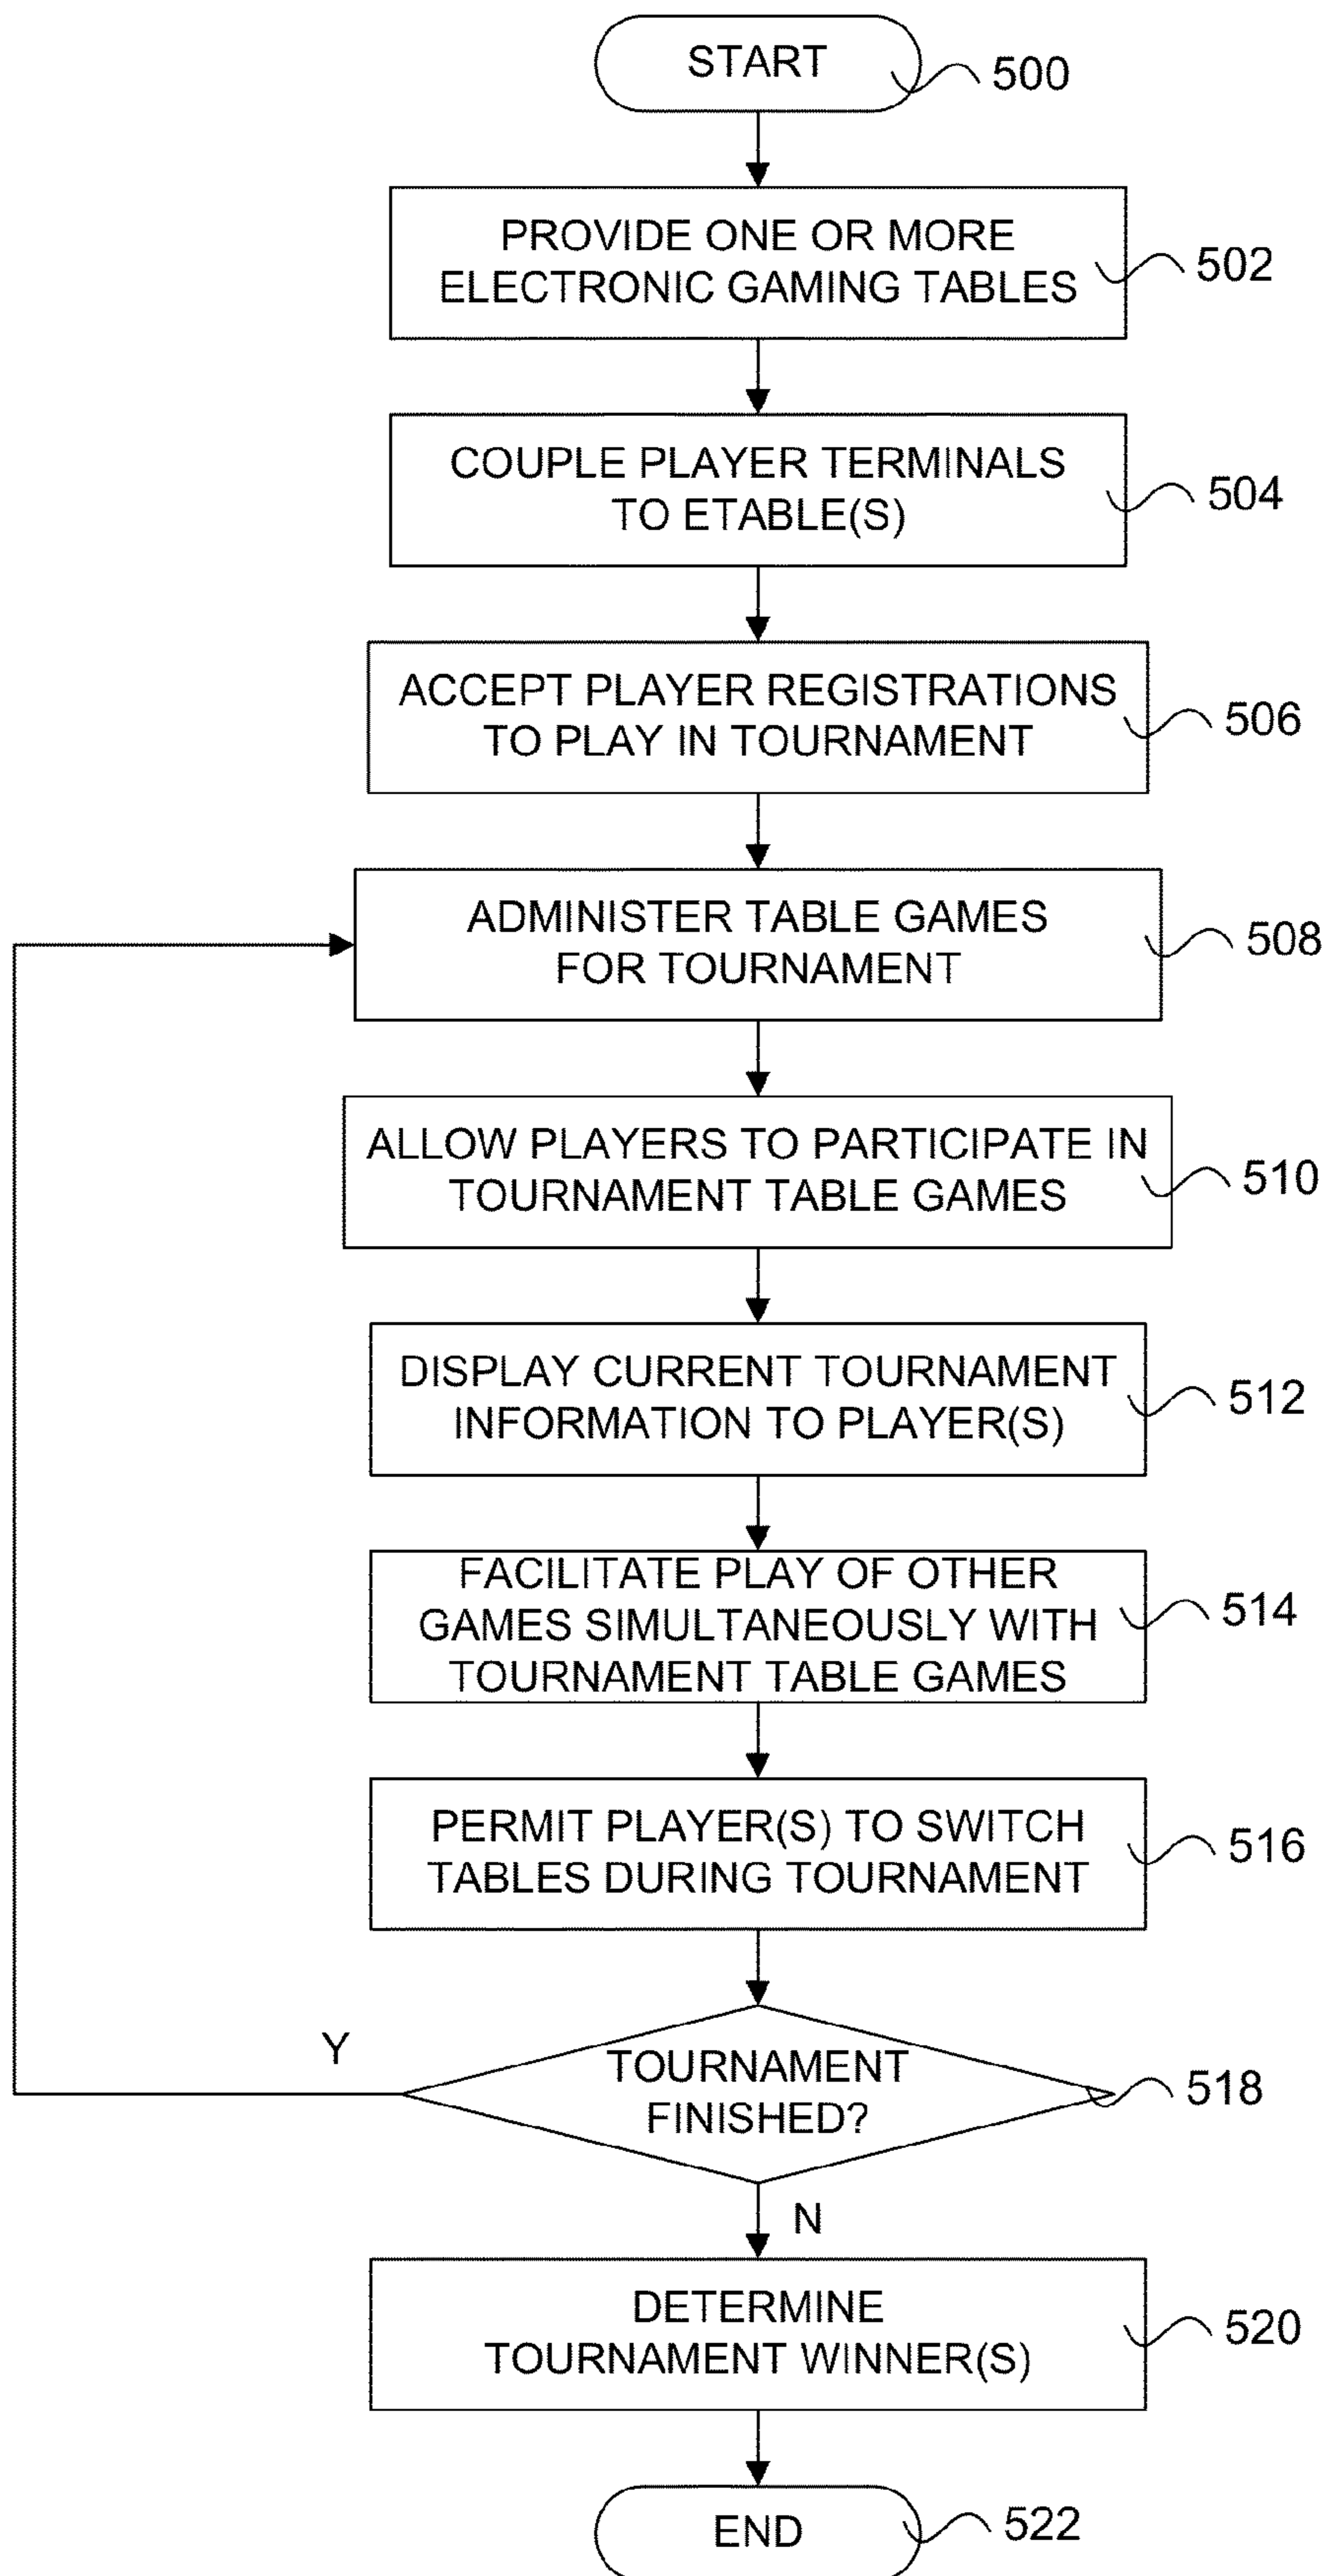 START
500
PROVIDE ONE OR MORE
ELECTRONIC GAMING TABLES
502
COUPLE PLAYER TERMINALS
TO ETABLE(S)
504
ACCEPT PLAYER REGISTRATIONS
TO PLAY IN TOURNAMENT
506
ADMINISTER TABLE GAMES
FOR TOURNAMENT
508
ALLOW PLAYERS TO PARTICIPATE IN
TOURNAMENT TABLE GAMES
510
DISPLAY CURRENT TOURNAMENT
INFORMATION TO PLAYER(S)
512
FACILITATE PLAY OF OTHER
GAMES SIMULTANEOUSLY WITH
TOURNAMENT TABLE GAMES
514
PERMIT PLAYER(S) TO SWITCH
TABLES DURING TOURNAMENT
516
Y
TOURNAMENT
FINISHED?
518
N
DETERMINE
TOURNAMENT WINNER(S)
520
END
522